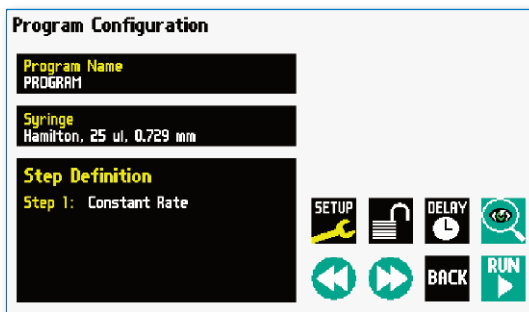 Program Configuration
Program Name
PROGRAM
Syringe
Hamilton, 25 ul, 0.729 mm
Step Definition
Step 1: Constant Rate
SETUP
DELAY
BACK
RUN